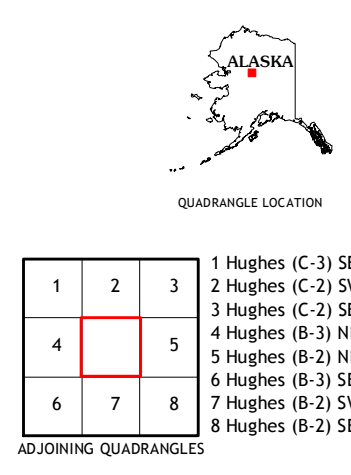 ALASKA
QUADRANGLE LOCATION
1 2 3
4 5
6 7 8
ADJOINING QUADRANGLES
1 Hughes (C-3)
2 Hughes (C-2)
3 Hughes (C-2)
4 Hughes (B-3)
5 Hughes (B-2)
6 Hughes (B-3)
7 Hughes (B-2)
8 Hughes (B-2)